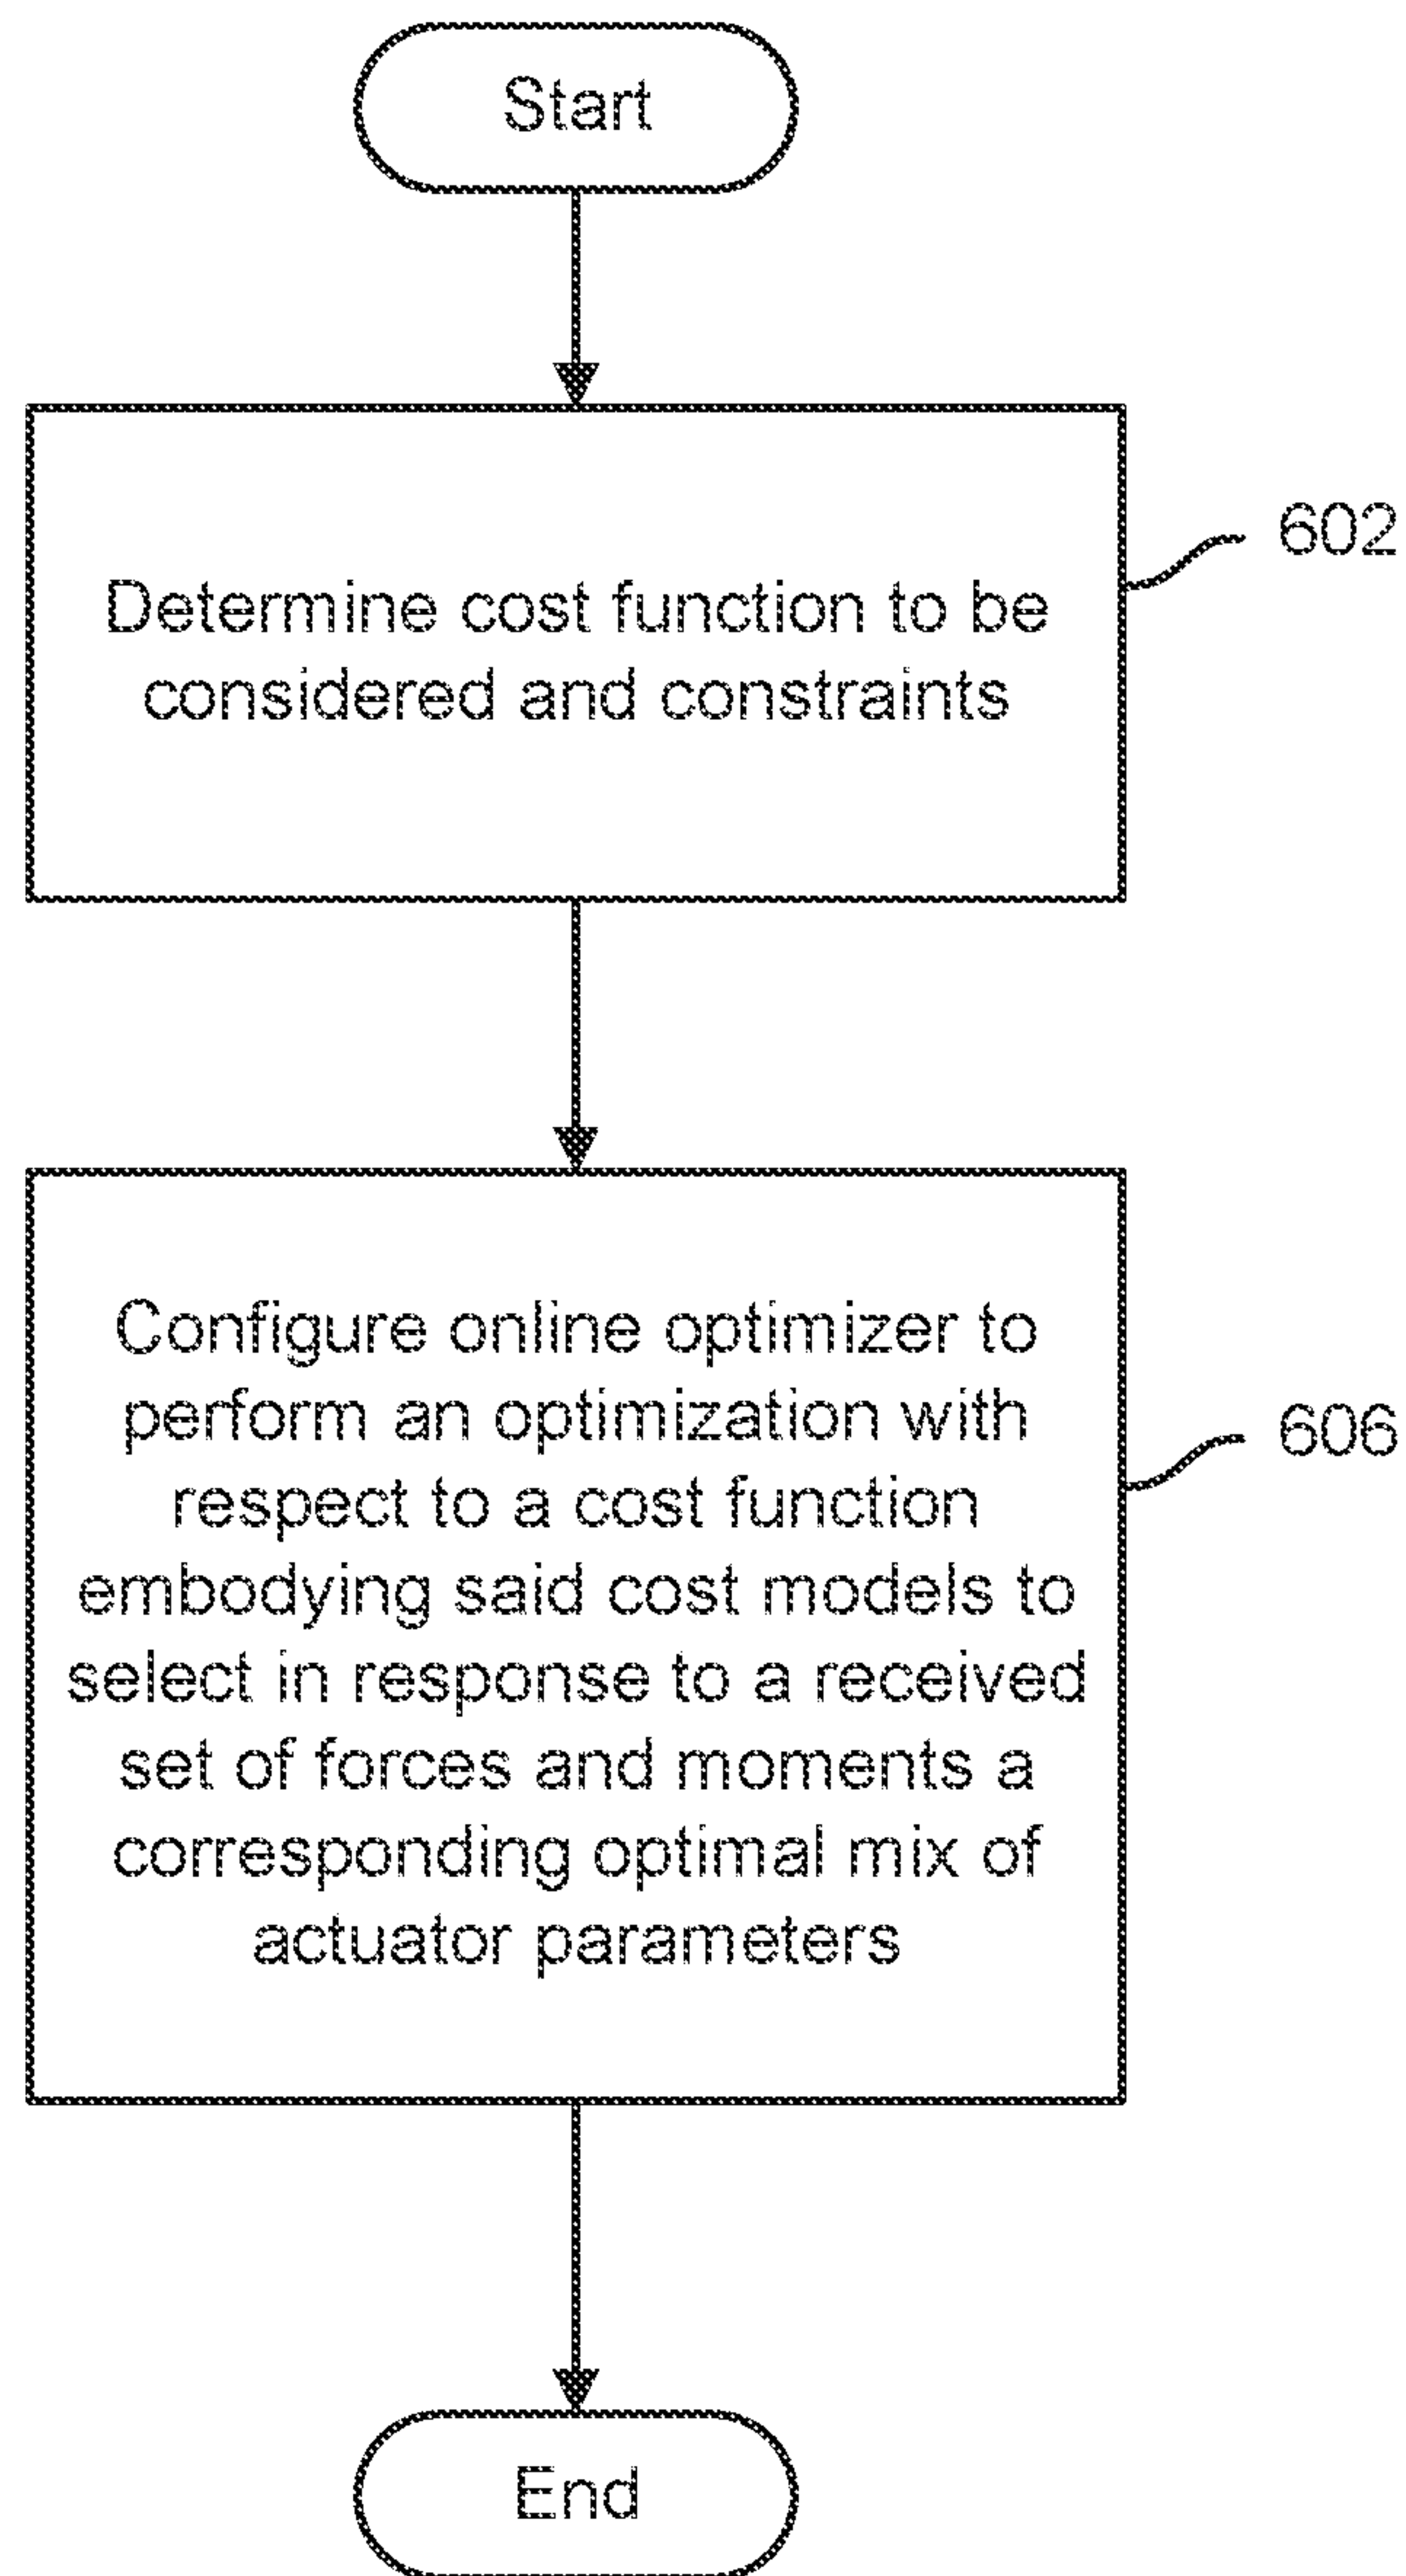 Start
Determine cost function to be
considered and constraints
602
Configure online optimizer to
perform an optimization with
respect to a cost function
embodying said cost models to
select in response to a received
set of forces and moments a
corresponding optimal mix of
actuator parameters
606
End